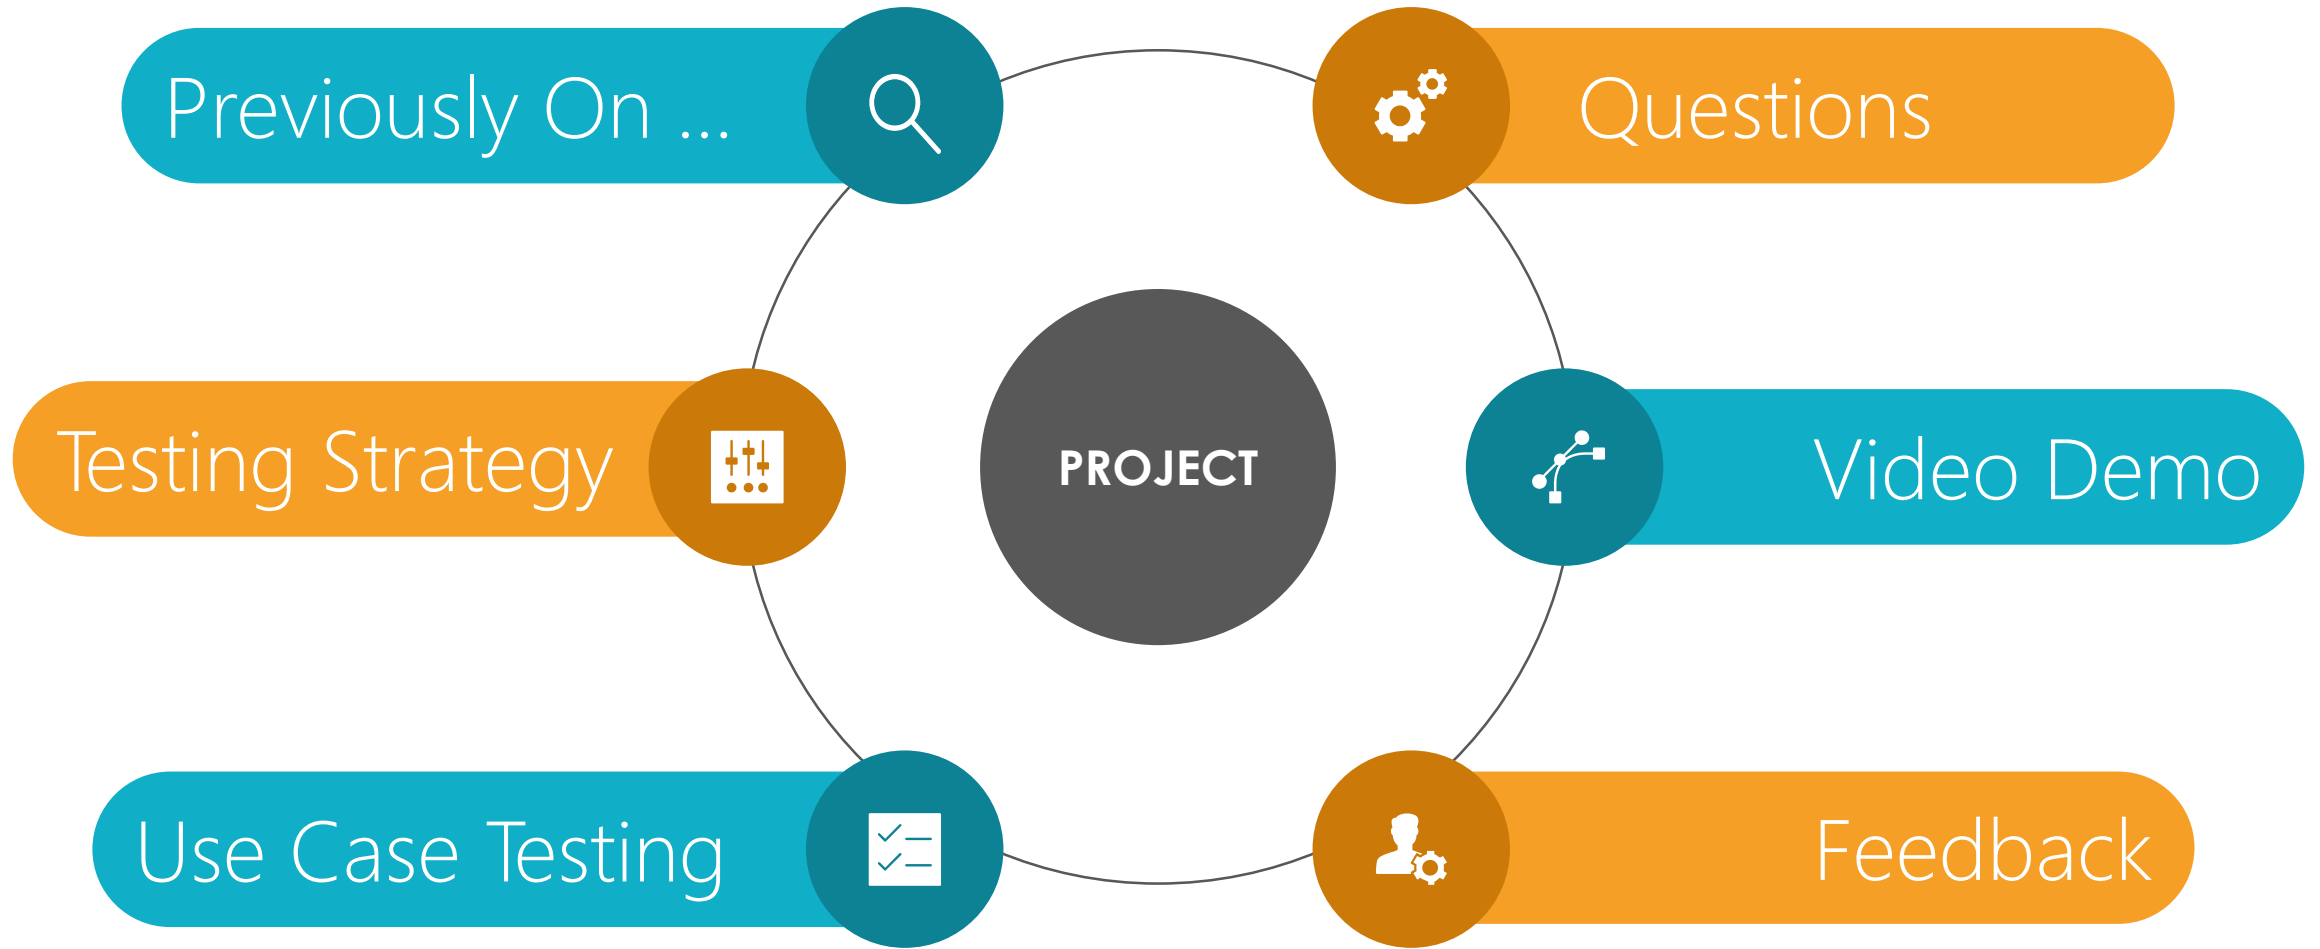 Previously On ...
Questions
Testing Strategy
PROJECT
Video Demo
Use Case Testing
Feedback